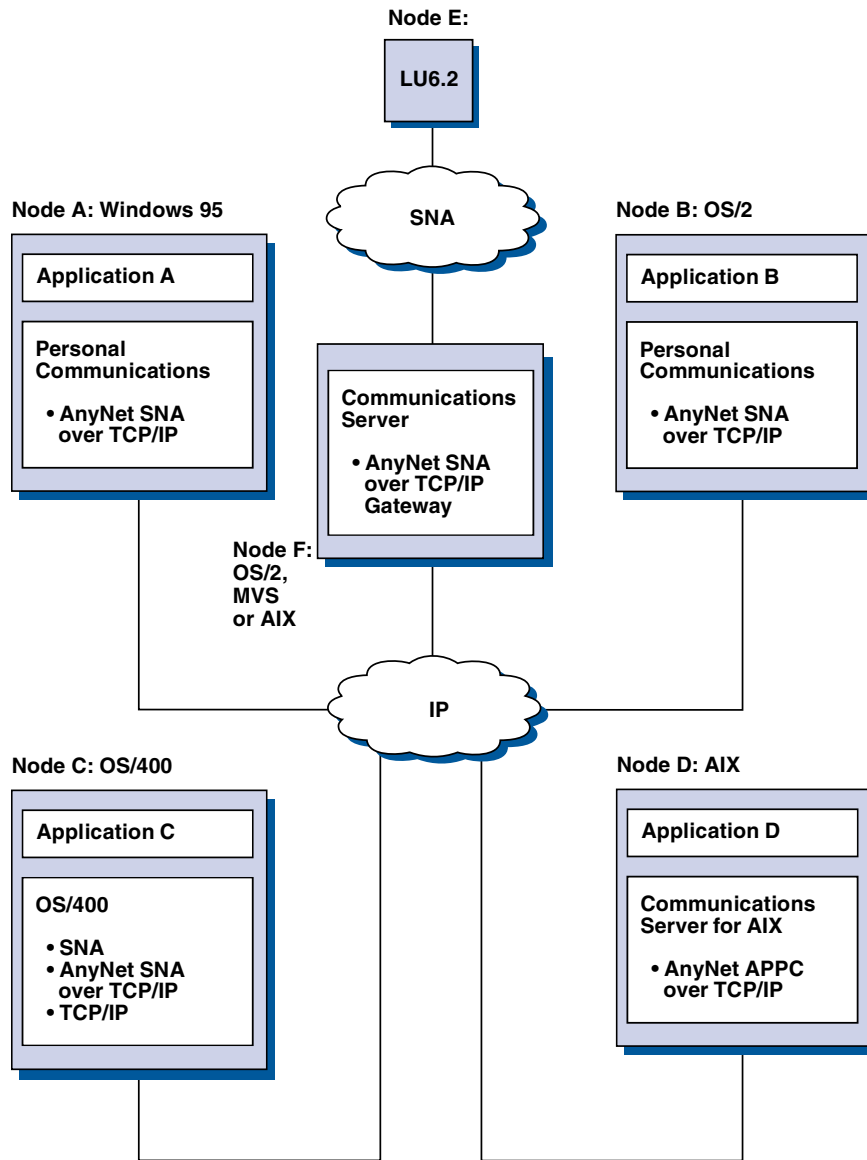 Node E:
LU6.2
SNA
Node A: Windows 95
Application A
Personal
Communications
• AnyNet SNA
over TCP/IP
Communications
Server
• AnyNet SNA
over TCP/IP
Gateway
Node F:
OS/2,
MVS
or AIX
Node B: OS/2
Application B
Personal
Communications
• AnyNet SNA
over TCP/IP
IP
Node C: OS/400
Application C
OS/400
• SNA
• AnyNet SNA
over TCP/IP
• TCP/IP
Node D: AIX
Application D
Communications
Server for AIX
• AnyNet APPC
over TCP/IP